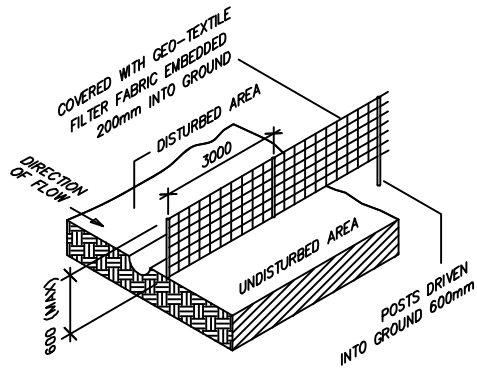 COVERED WITH GEO-TEXTILE
FILTER FABRIC EMBEDDED
200mm INTO GROUND
DISTURBED AREA
3000
DIRECTION
OF FLOW
UNDISTURBED AREA
600 (MAX)
POSTS DRIVEN
INTO GROUND 600mm